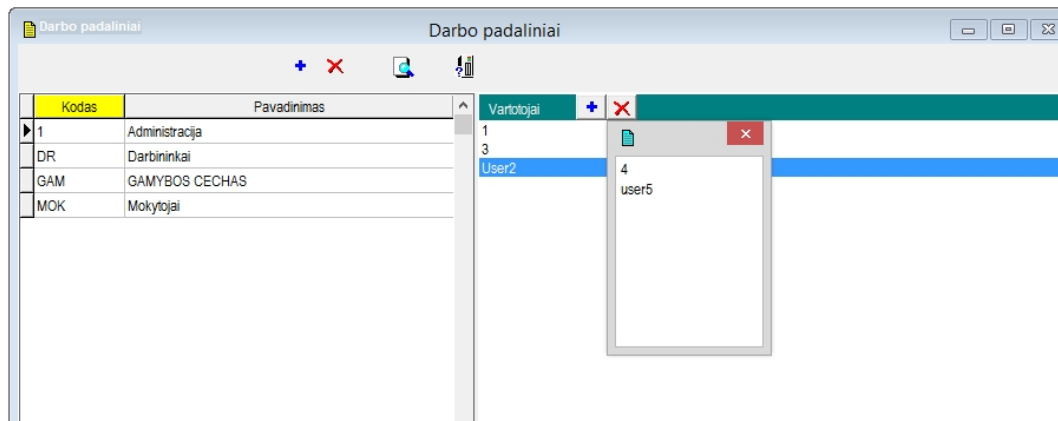 Darbo padaliniai
Darbo padaliniai
Kodas Pavadinimas
1 Administracija
DR Darbininkai
GAM GAMYBOS CECHAS
MOK Mokytojai
Vartotojai
1
3
User2
4
user5